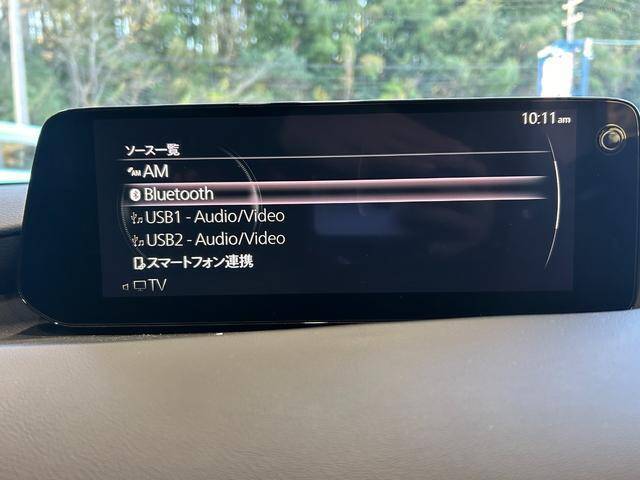 10:11am
ソース一覧
AM
Bluetooth
USB1 - Audio/Video
USB2 - Audio/Video
スマートフォン連携
TV